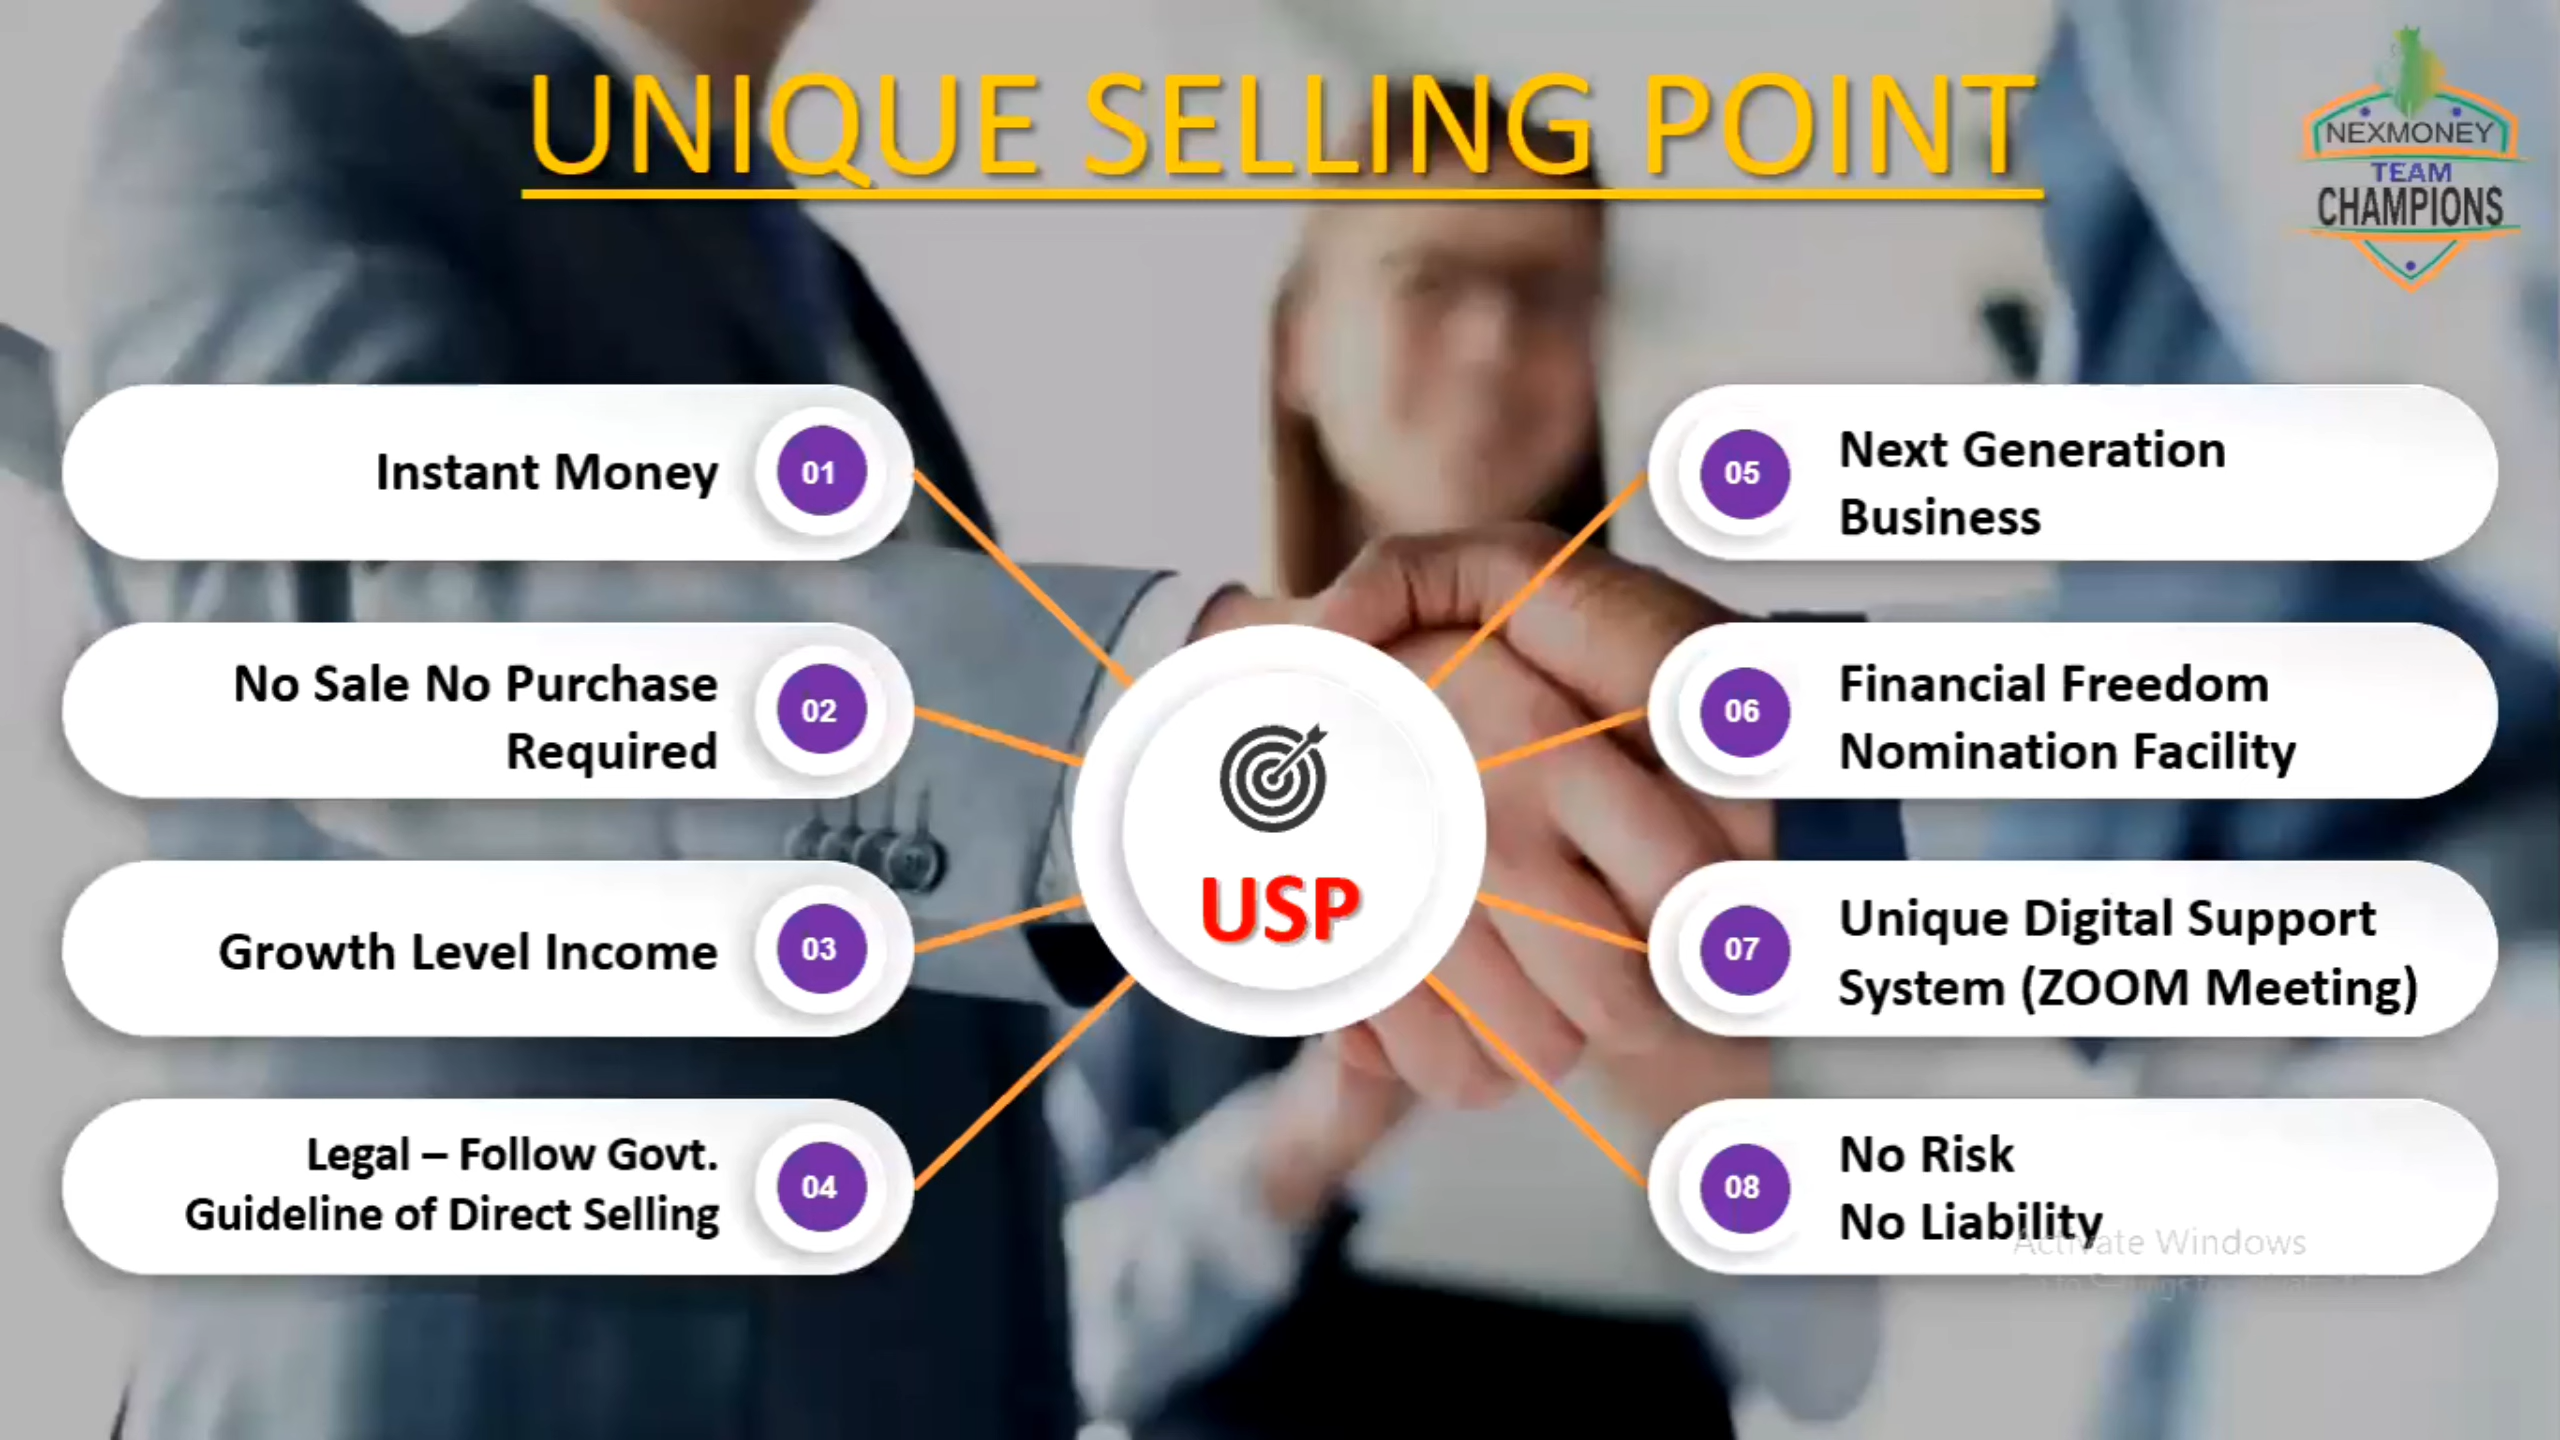 UNIQUE SELLING POINT
NEXMONEY
TEAM
CHAMPIONS
Instant Money
01
No Sale No Purchase
Required
02
Growth Level Income
03
Legal – Follow Govt.
Guideline of Direct Selling
04
USP
05
Next Generation
Business
06
Financial Freedom
Nomination Facility
07
Unique Digital Support
System (ZOOM Meeting)
08
No Risk
No Liability
Activate Windows